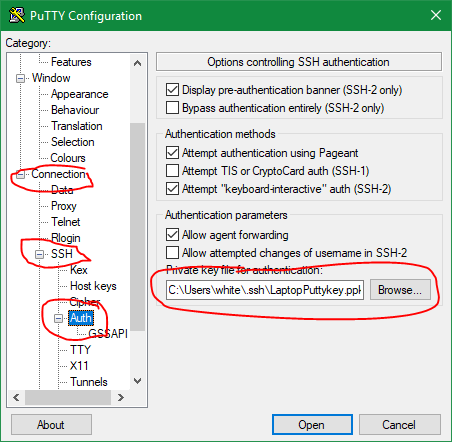 PuTTY Configuration
Category:
Features
Window
Appearance
Behaviour
Translation
Selection
Colours
Connection
Data
Proxy
Telnet
Rlogin
SSH
Kex
Host keys
Cipher
Auth
GSSAPI
TTY
X11
Tunnels
Options controlling SSH authentication
Display pre-authentication banner (SSH-2 only)
Bypass authentication entirely (SSH-2 only)
Authentication methods
Attempt authentication using Pageant
Attempt TIS or CryptoCard auth (SSH-1)
Attempt "keyboard-interactive" auth (SSH-2)
Authentication parameters
Allow agent forwarding
Allow attempted changes of username in SSH-2
Private key file for authentication:
C:\Users\white\.ssh\LaptopPuttykey.ppk
Browse...
About
Open
Cancel